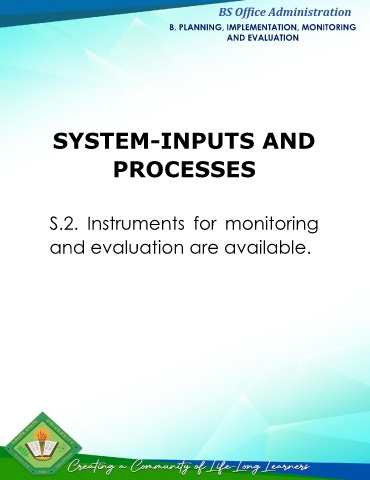 BS Office Administration
B. PLANNING, IMPLEMENTATION, MONITORING
AND EVALUATION
SYSTEM-INPUTS AND
PROCESSES
S.2. Instruments for monitoring
and evaluation are available.
Creating a Community of Life-Long Learners